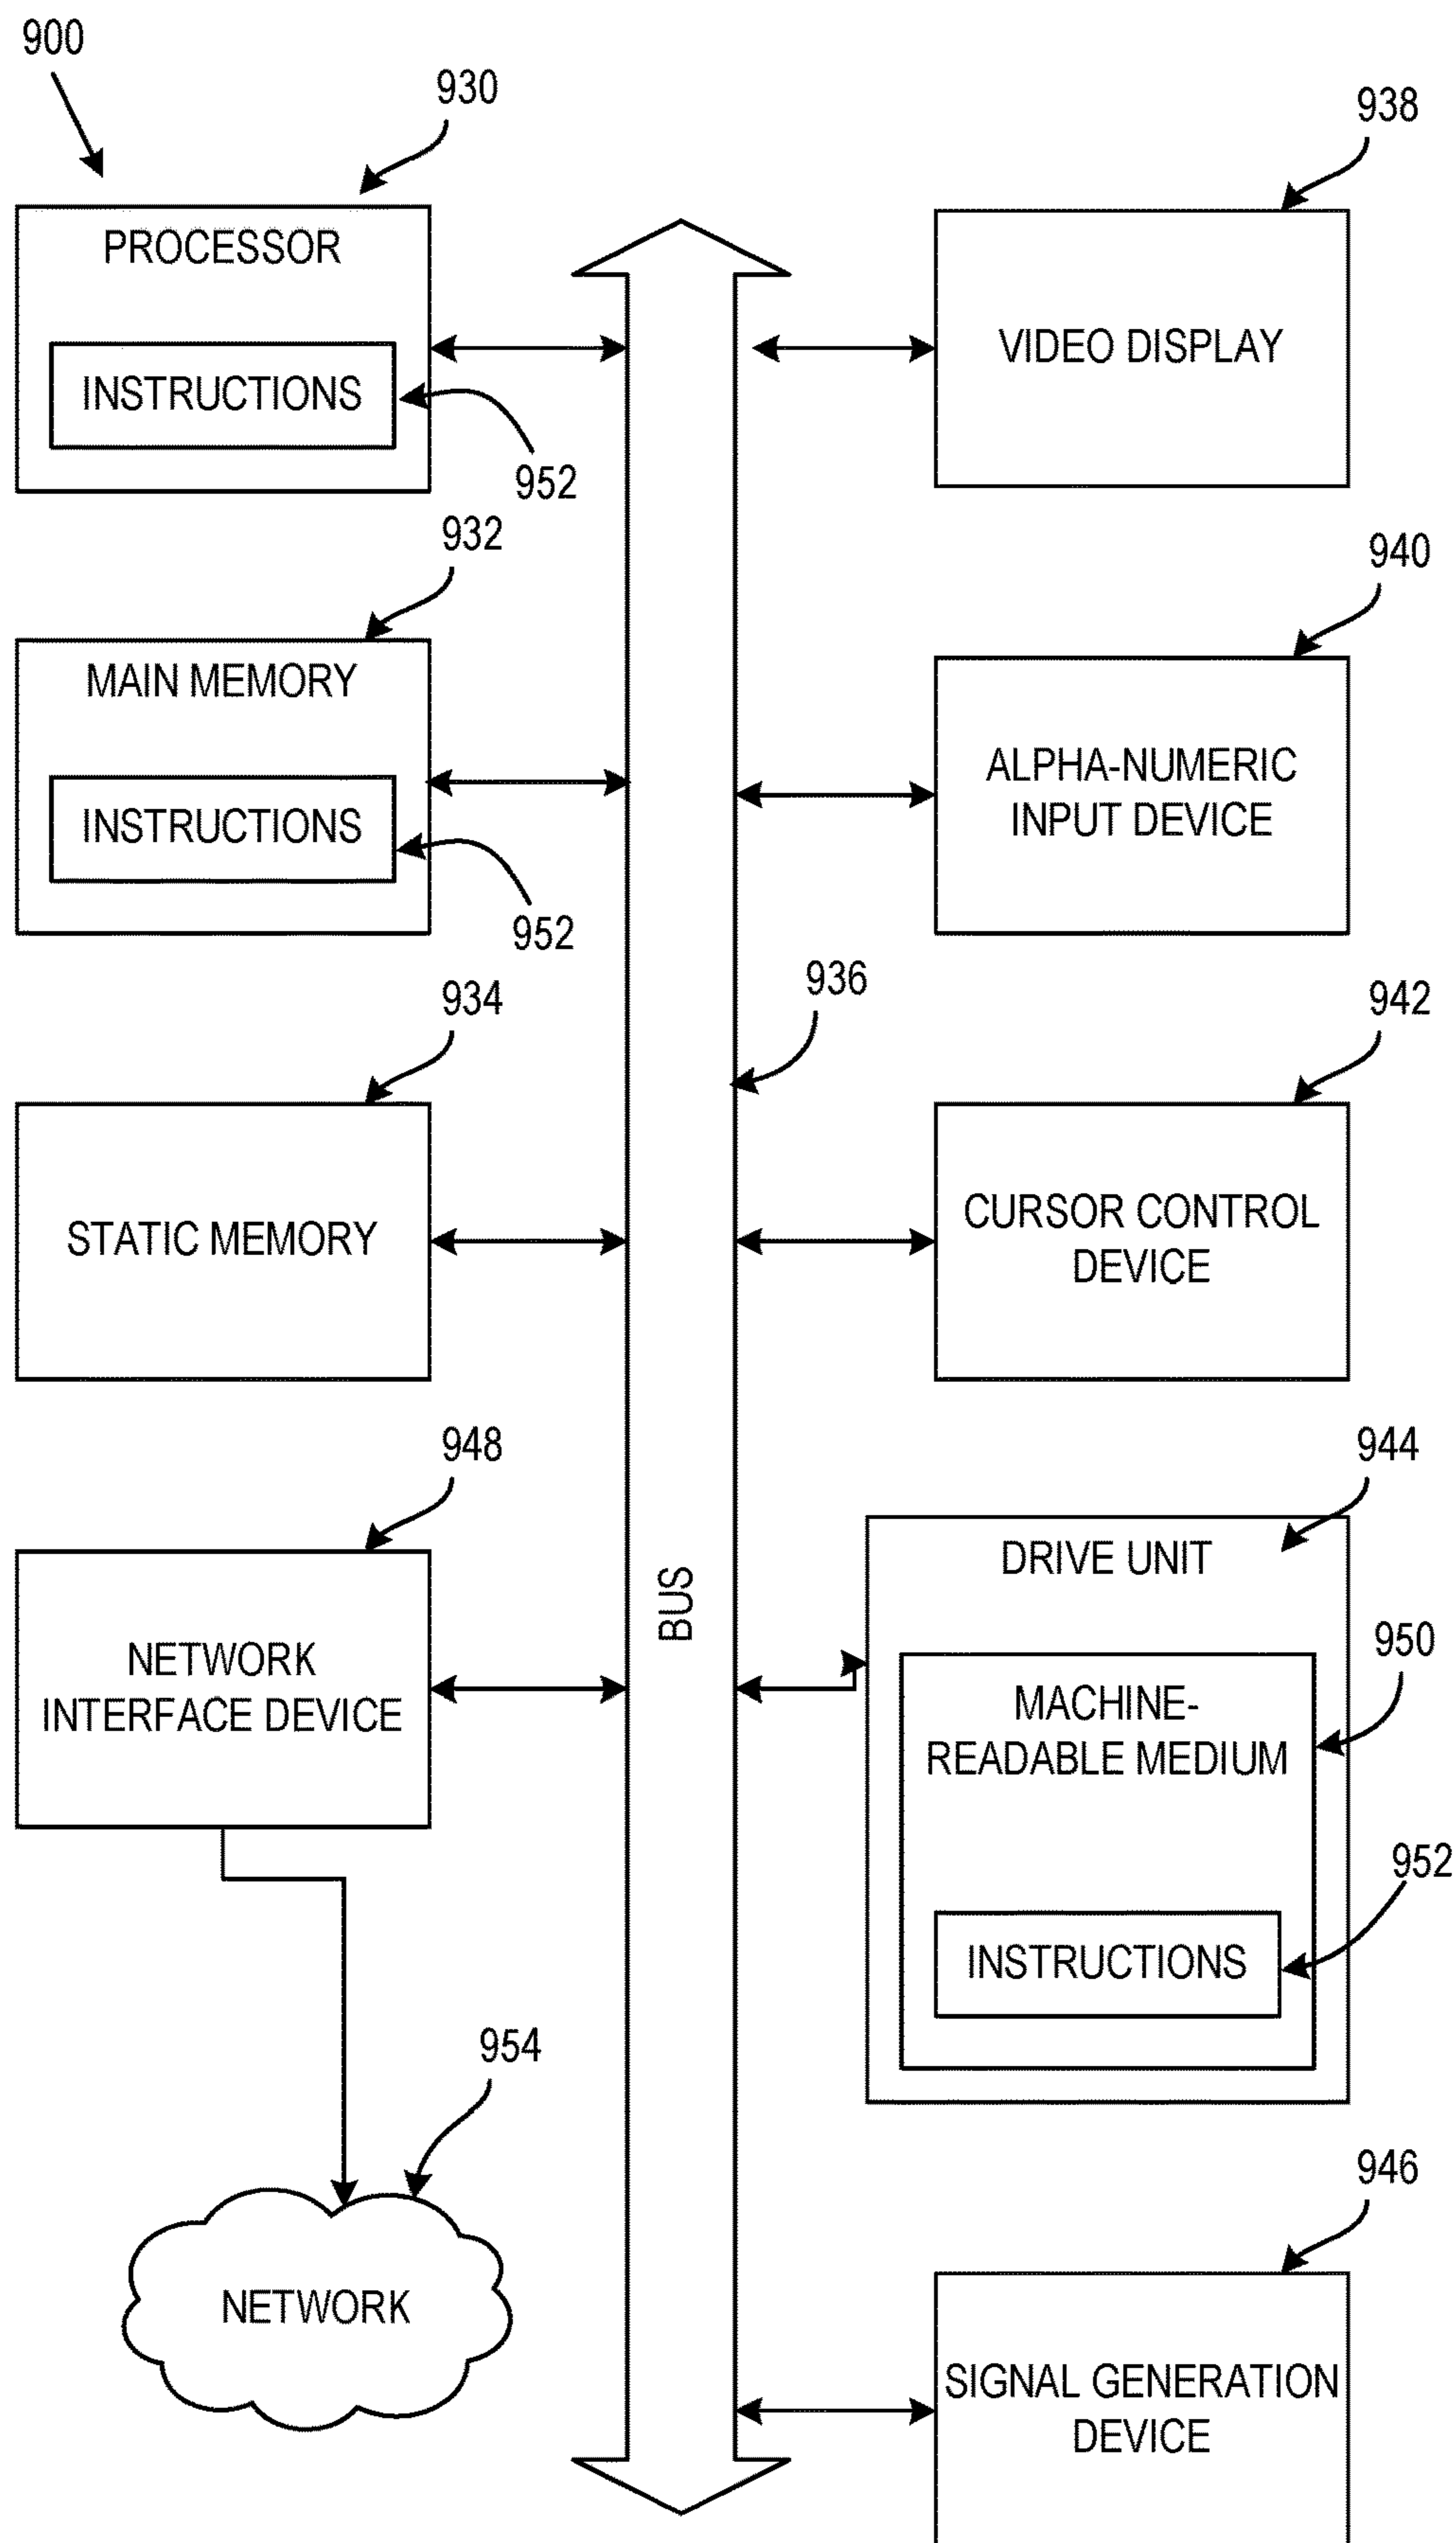 900
930
PROCESSOR
INSTRUCTIONS
952
932
MAIN MEMORY
INSTRUCTIONS
952
934
STATIC MEMORY
948
NETWORK
INTERFACE DEVICE
954
NETWORK
936
BUS
938
VIDEO DISPLAY
940
ALPHA-NUMERIC
INPUT DEVICE
942
CURSOR CONTROL
DEVICE
944
DRIVE UNIT
950
MACHINE-
READABLE MEDIUM
952
INSTRUCTIONS
946
SIGNAL GENERATION
DEVICE